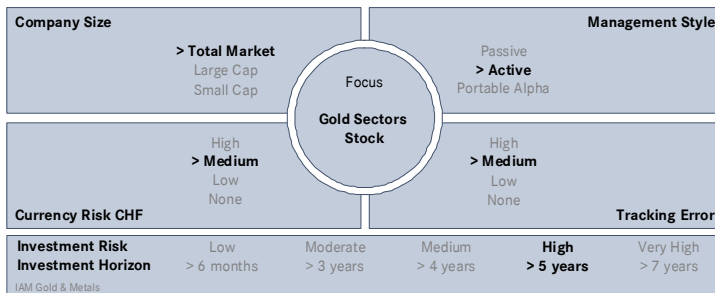 Company Size
> Total Market
Large Cap
Small Cap
Management Style
Passive
> Active
Portable Alpha
Focus
Gold Sectors
Stock
High
> Medium
Low
None
Currency Risk CHF
High
> Medium
Low
None
Tracking Error
Investment Risk Low Moderate Medium High Very High
Investment Horizon > 6 months > 3 years > 4 years > 5 years > 7 years
IAM Gold & Metals